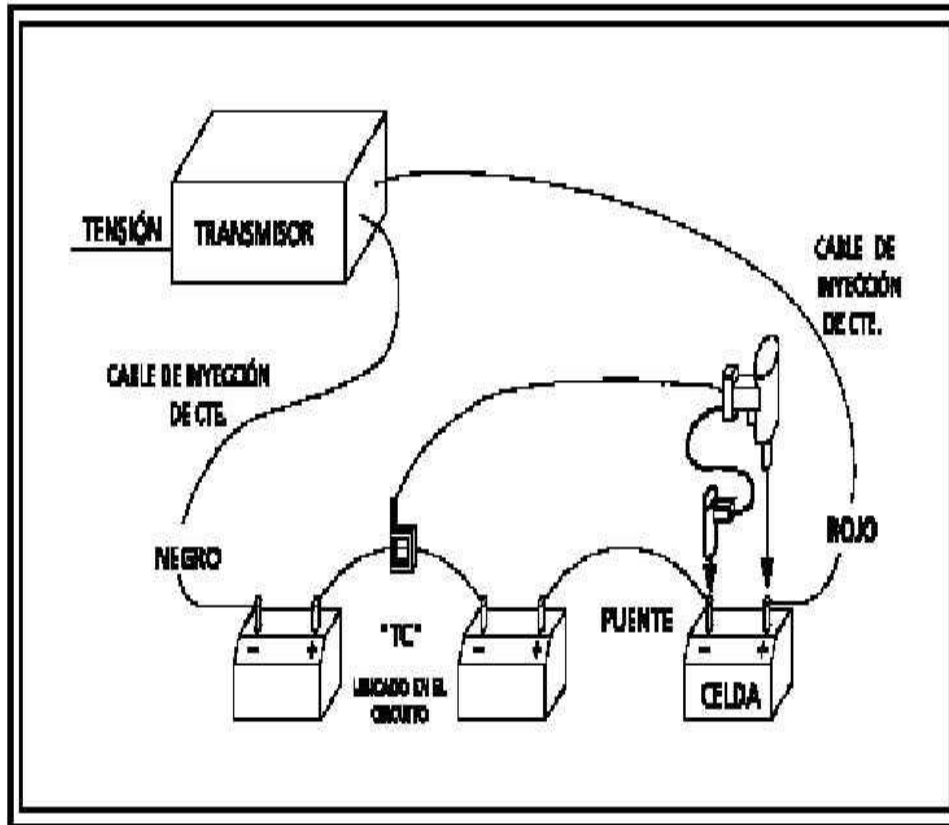 TENSIÓN
TRANSMISOR
CABLE DE
INYECCIÓN
DE CTE.
CABLE DE INYECCIÓN
DE CTE.
NEGRO
ROJO
"TC"
UBICADO EN EL
CIRCUITO
PUENTE
- +
- +
- +
CELDA